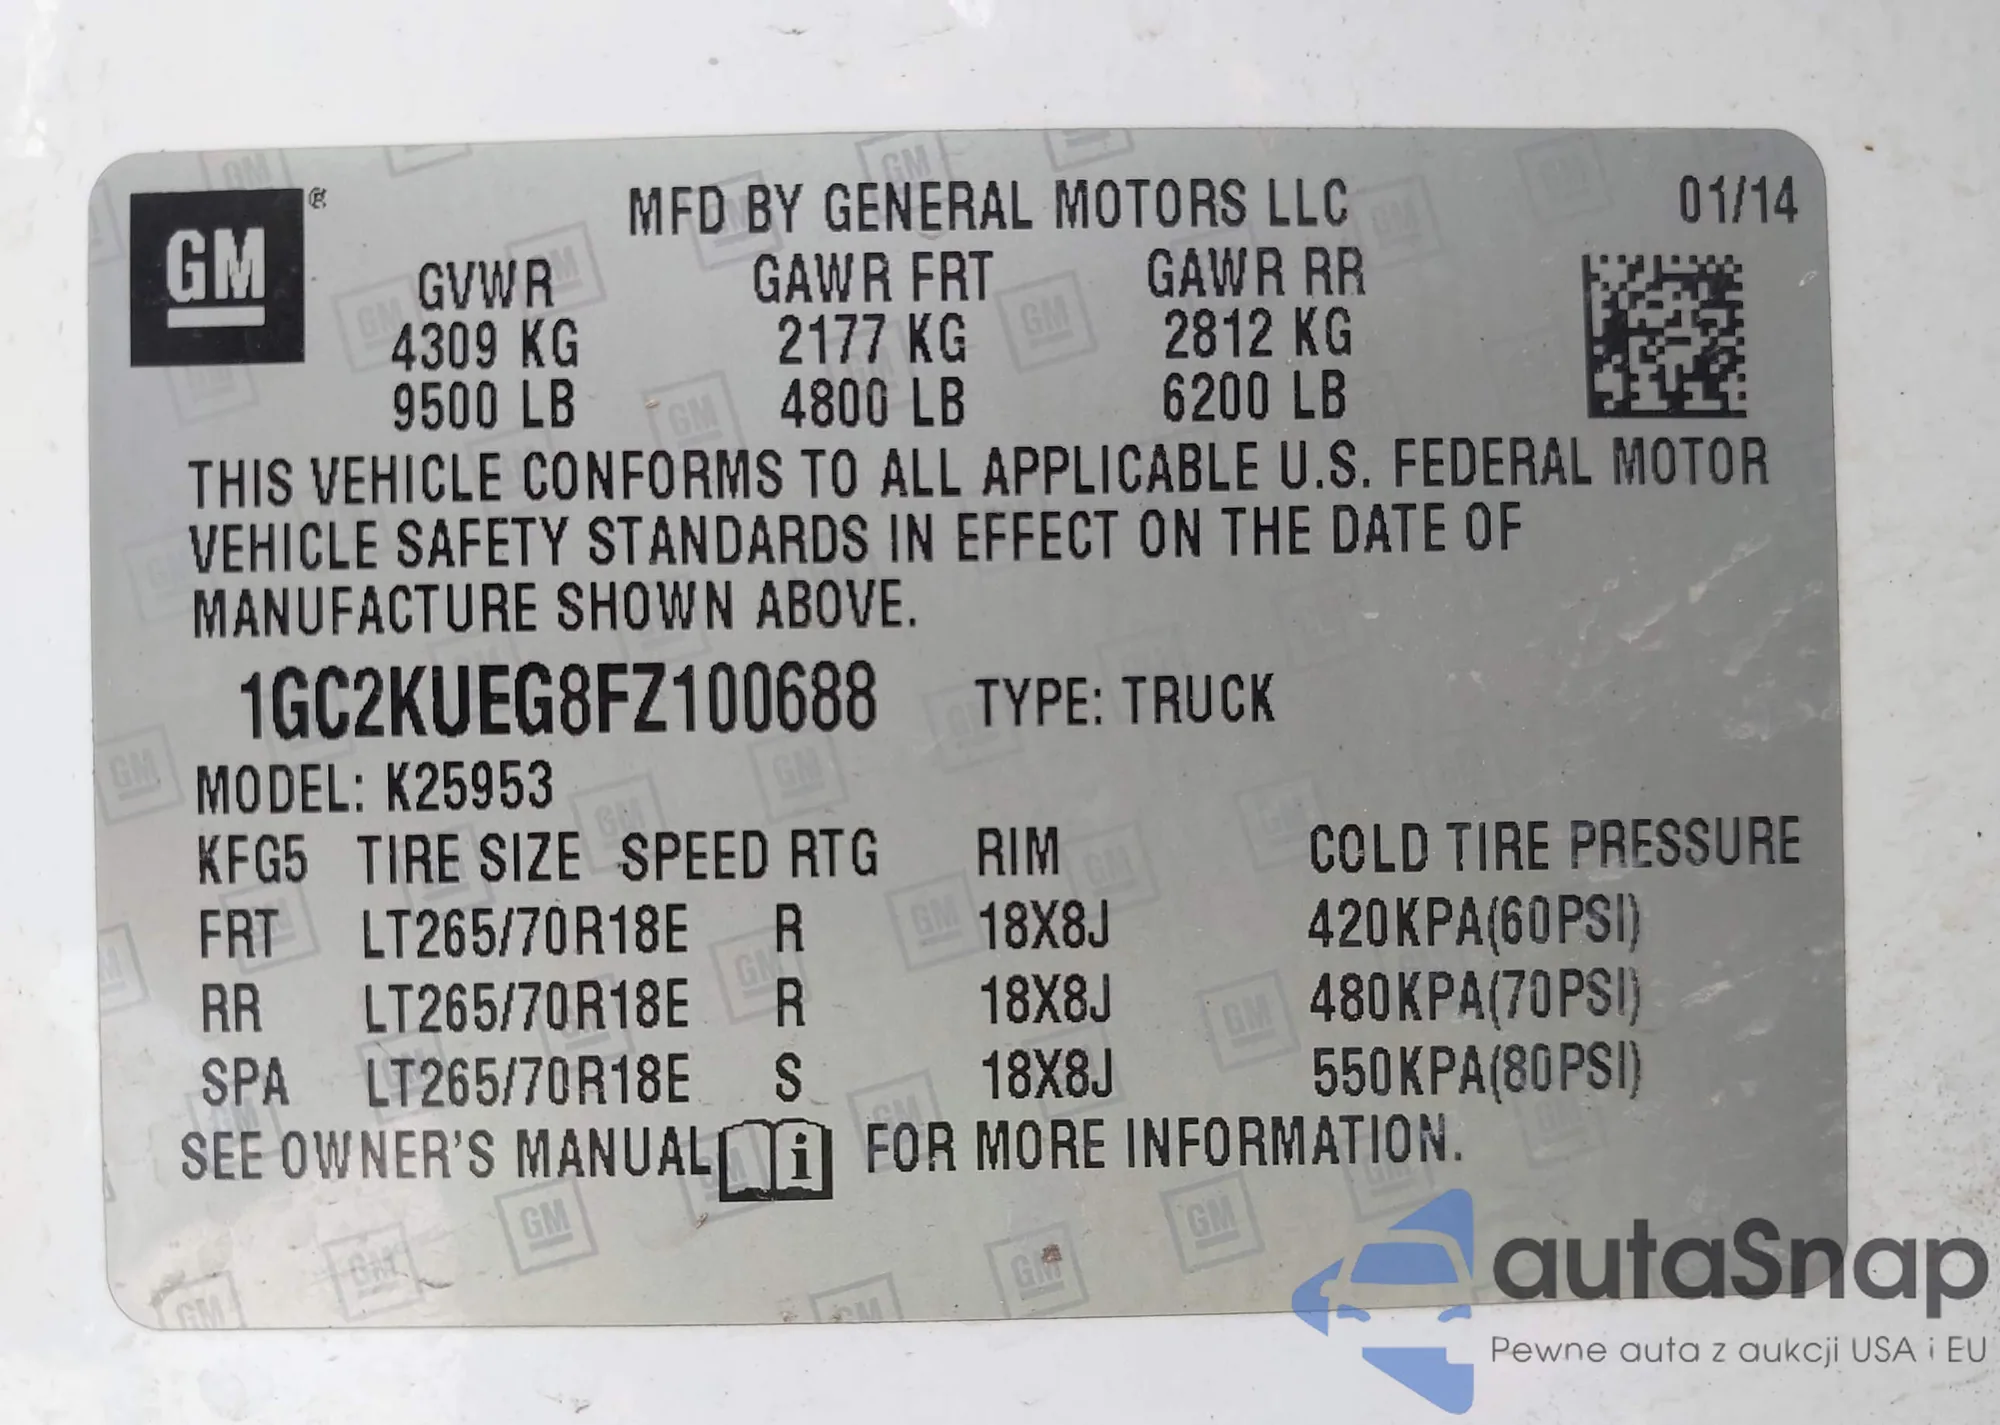 GM ®
MFD BY GENERAL MOTORS LLC 01/14
GVWR GAWR FRT GAWR RR
4309 KG 2177 KG 2812 KG
9500 LB 4800 LB 6200 LB
THIS VEHICLE CONFORMS TO ALL APPLICABLE U.S. FEDERAL MOTOR
VEHICLE SAFETY STANDARDS IN EFFECT ON THE DATE OF
MANUFACTURE SHOWN ABOVE.
1GC2KUEG8FZ100688 TYPE: TRUCK
MODEL: K25953
KFG5 TIRE SIZE SPEED RTG RIM COLD TIRE PRESSURE
FRT LT265/70R18E R 18X8J 420KPA(60PSI)
RR LT265/70R18E R 18X8J 480KPA(70PSI)
SPA LT265/70R18E S 18X8J 550KPA(80PSI)
SEE OWNER'S MANUAL i FOR MORE INFORMATION.
autaSnap
Pewne auta z aukcji USA i EU